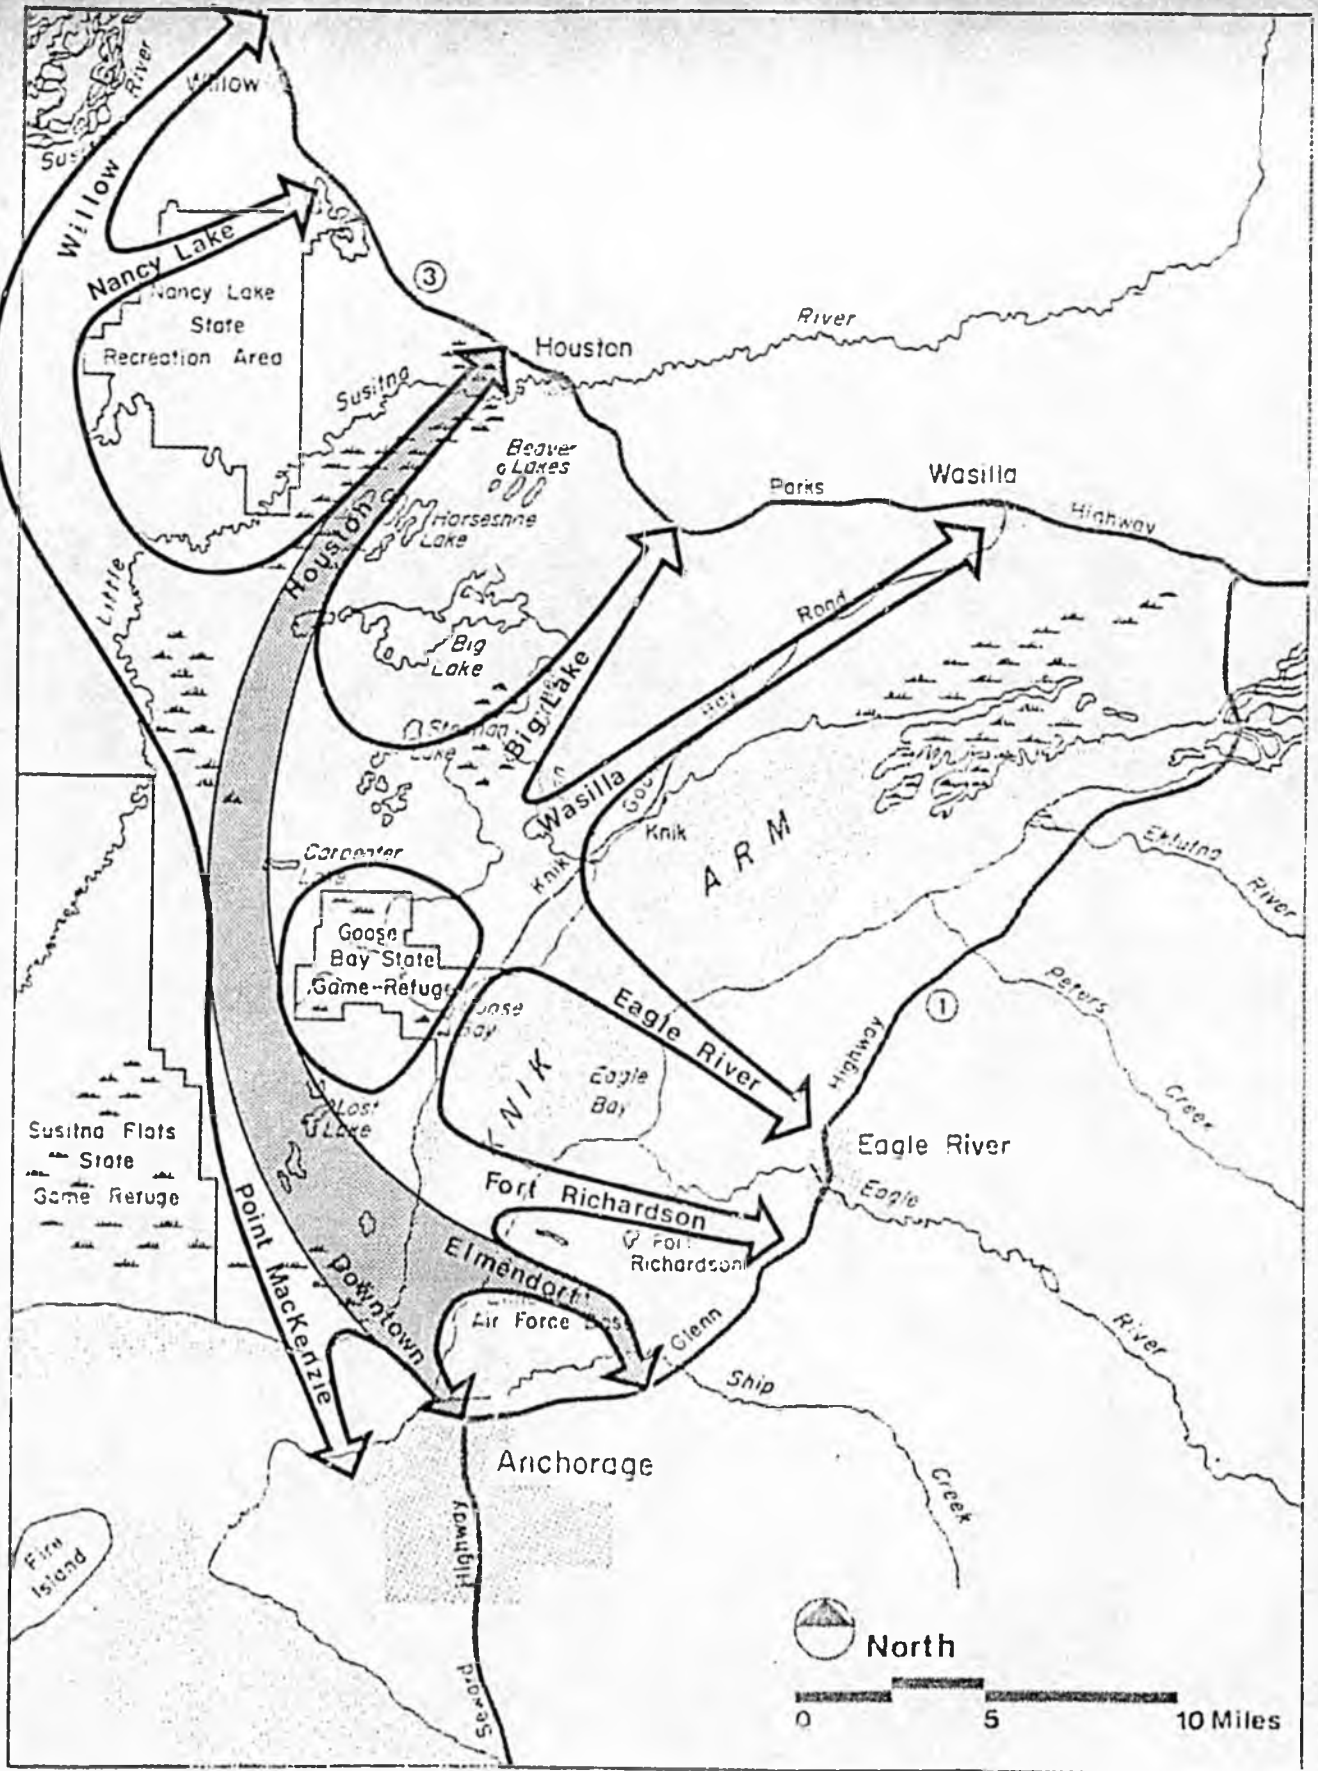 River
Willow
Willow
Nancy Lake
Nancy Lake
State
Recreation Area
3
Houston
River
Susitna
Beaver
Lakes
Horseshoe
Lake
Houston
Parks
Wasilla
Highway
Little
Big
Lake
Big Lake
Road
Bay
Wasilla
Knik
Knik
ARM
Carpenter
Goose
Bay State
Game Refuge
Eklutna
River
Peters
Creek
1
Highway
Eagle River
KNIK
Eagle
Bay
Lost
Lake
Susitna Flats
State
Game Refuge
Eagle River
Eagle
River
Fort Richardson
Fort
Richardson
Point MacKenzie
Downtown
Elmendorf
Air Force
Glenn
Ship
Creek
Anchorage
Highway
Seward
Fire
Island
North
0 5 10 Miles